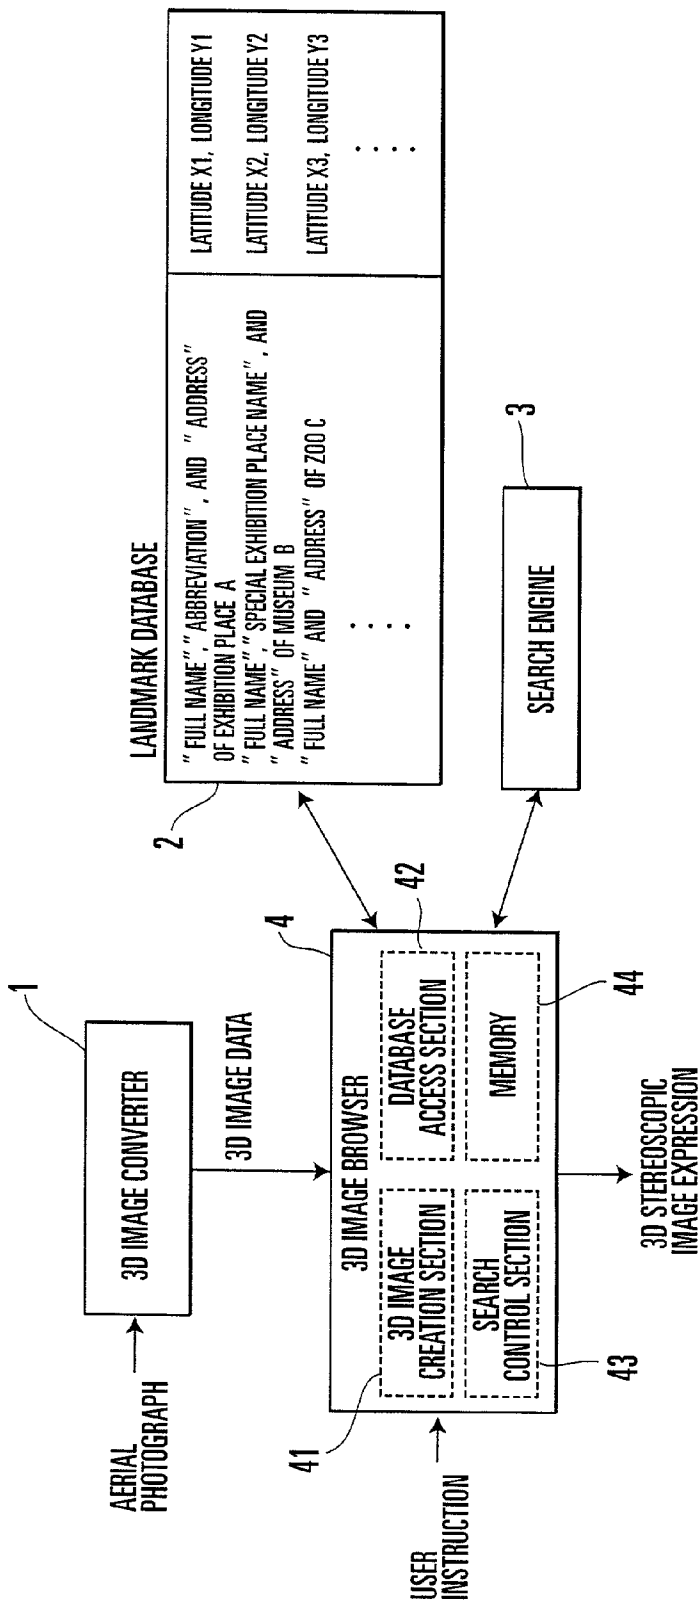 AERIAL
PHOTOGRAPH
1
3D IMAGE CONVERTER
3D IMAGE DATA
USER
INSTRUCTION
4
3D IMAGE BROWSER
41
3D IMAGE
CREATION SECTION
42
DATABASE
ACCESS SECTION
43
SEARCH
CONTROL SECTION
44
MEMORY
3D STEREOSCOPIC
IMAGE EXPRESSION
LANDMARK DATABASE
2
"FULL NAME", "ABBREVIATION", AND "ADDRESS"
OF EXHIBITION PLACE A
"FULL NAME", "SPECIAL EXHIBITION PLACE NAME", AND
"ADDRESS" OF MUSEUM B
"FULL NAME" AND "ADDRESS" OF ZOO C
. . . .
LATITUDE X1, LONGITUDE Y1
LATITUDE X2, LONGITUDE Y2
LATITUDE X3, LONGITUDE Y3
. . . .
3
SEARCH ENGINE